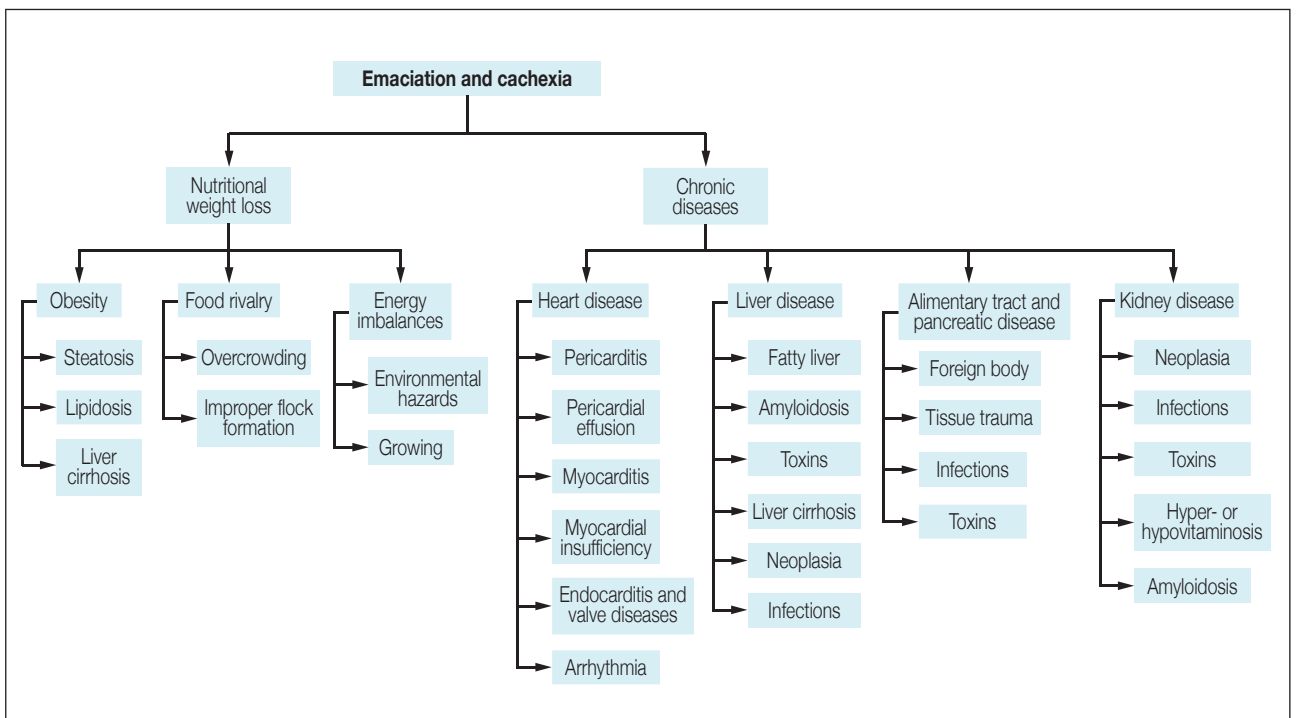 Emaciation and cachexia
Nutritional
weight loss
Chronic
diseases
Obesity
Steatosis
Lipidosis
Liver
cirrhosis
Food rivalry
Overcrowding
Improper flock
formation
Energy
imbalances
Environmental
hazards
Growing
Heart disease
Pericarditis
Pericardial
effusion
Myocarditis
Myocardial
insufficiency
Endocarditis and
valve diseases
Arrhythmia
Liver disease
Fatty liver
Amyloidosis
Toxins
Liver cirrhosis
Neoplasia
Infections
Alimentary tract and
pancreatic disease
Foreign body
Tissue trauma
Infections
Toxins
Kidney disease
Neoplasia
Infections
Toxins
Hyper- or
hypovitaminosis
Amyloidosis